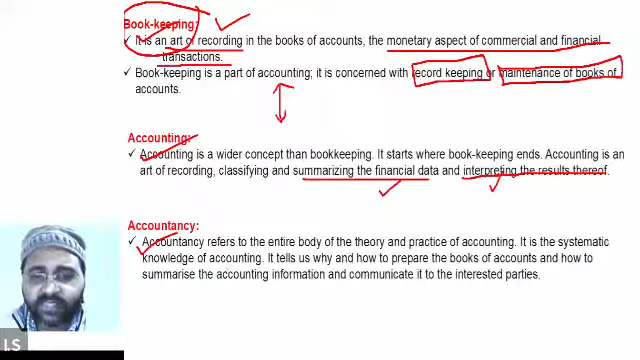 Book-keeping:
✓ It is an art of recording in the books of accounts, the monetary aspect of commercial and financial
transactions.
✓ Book-keeping is a part of accounting; it is concerned with record keeping or maintenance of books of
accounts.
Accounting:
✓ Accounting is a wider concept than bookkeeping. It starts where book-keeping ends. Accounting is an
art of recording, classifying and summarizing the financial data and interpreting the results thereof.
Accountancy:
✓ Accountancy refers to the entire body of the theory and practice of accounting. It is the systematic
knowledge of accounting. It tells us why and how to prepare the books of accounts and how to
summarise the accounting information and communicate it to the interested parties.
I.S